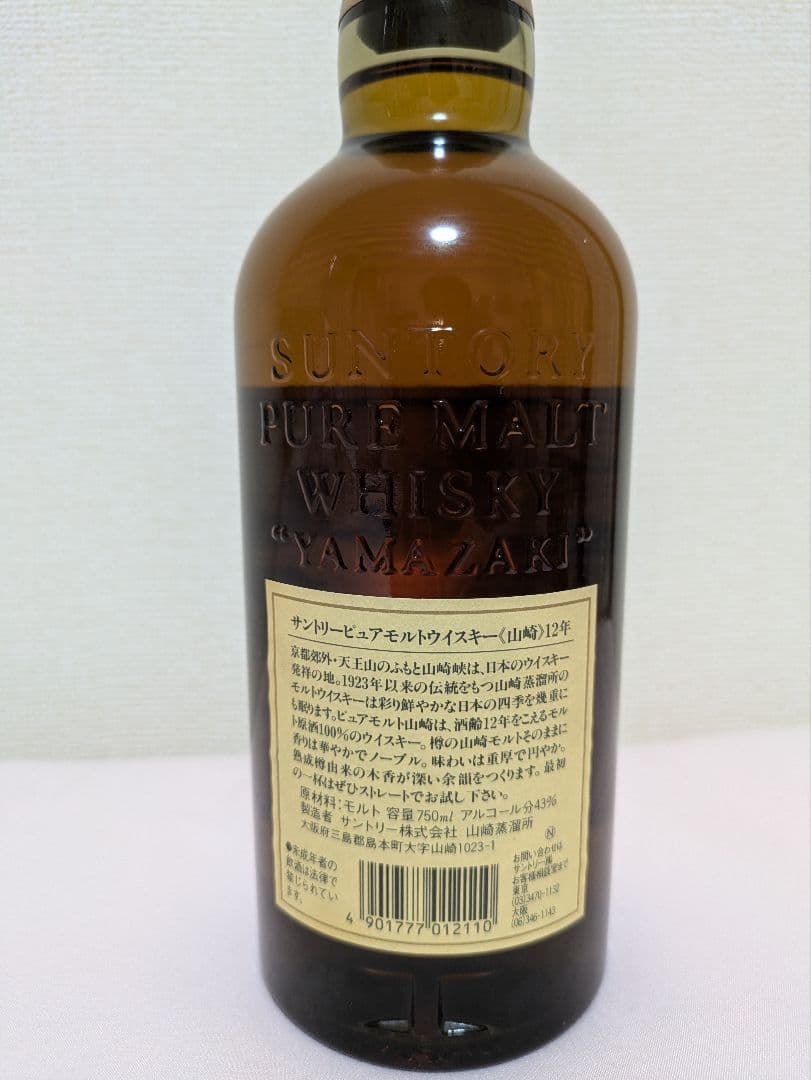 SUNTORY
PURE MALT
WHISKY
“YAMAZAKI”
サントリーピュアモルトウイスキー《山崎》12年
京都郊外・天王山のふもと山崎峡は、日本のウイスキー
発祥の地。1923年以来の伝統をもつ山崎蒸溜所の
モルトウイスキーは彩り鮮やかな日本の四季を幾重に
も眠ります。ピュアモルト山崎は、酒齢12年をこえるモル
ト原酒100%のウイスキー。樽の山崎モルトそのままに
香りは華やかでノーブル。味わいは重厚で円やか。
熟成樽由来の木香が深い余韻をつくります。最初
の一杯はぜひストレートでお試し下さい。
原材料:モルト 容量750ml アルコール分43%
製造者 サントリー株式会社 山崎蒸溜所
大阪府三島郡島本町大字山崎1023-1
Ⓝ
●未成年者の
飲酒は法律で
禁じられてい
ます。
4 901777 012110
お問い合わせは
サントリー㈱
お客様相談室まで
東京
(03)3470-1132
大阪
(06)346-1143